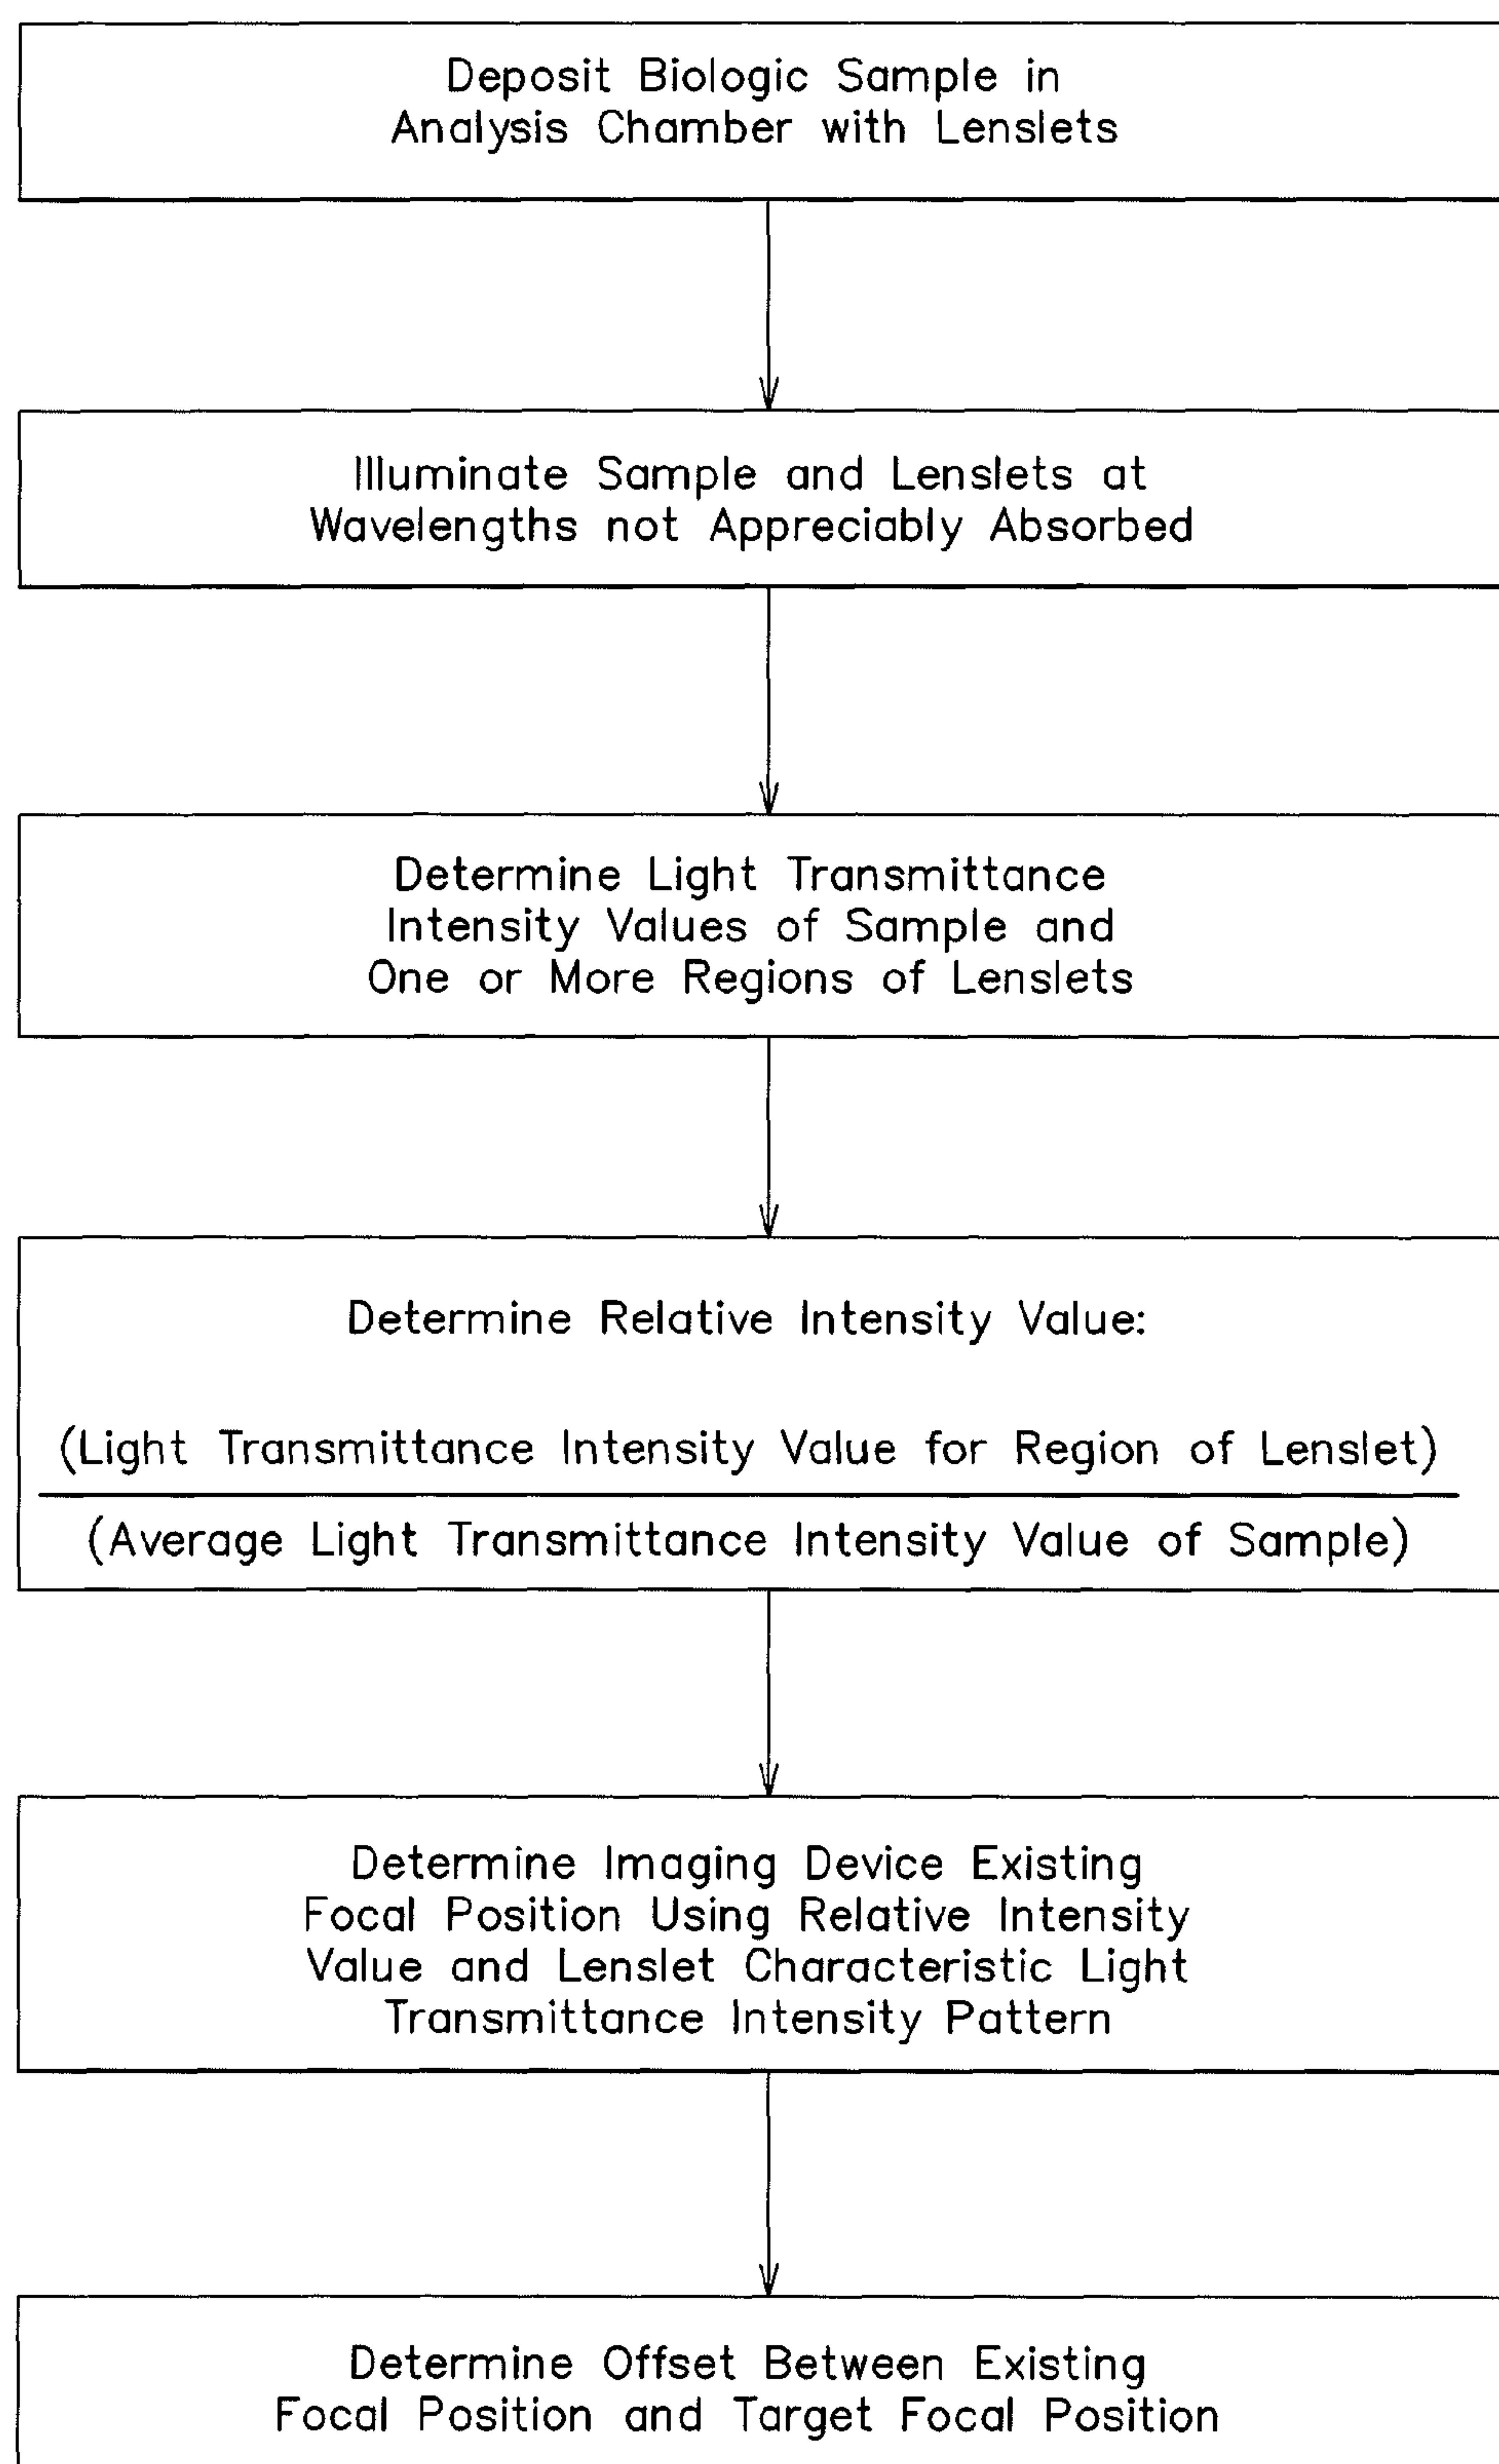 Deposit Biologic Sample in
Analysis Chamber with Lenslets
Illuminate Sample and Lenslets at
Wavelengths not Appreciably Absorbed
Determine Light Transmittance
Intensity Values of Sample and
One or More Regions of Lenslets
Determine Relative Intensity Value:
(Light Transmittance Intensity Value for Region of Lenslet)
(Average Light Transmittance Intensity Value of Sample)
Determine Imaging Device Existing
Focal Position Using Relative Intensity
Value and Lenslet Characteristic Light
Transmittance Intensity Pattern
Determine Offset Between Existing
Focal Position and Target Focal Position